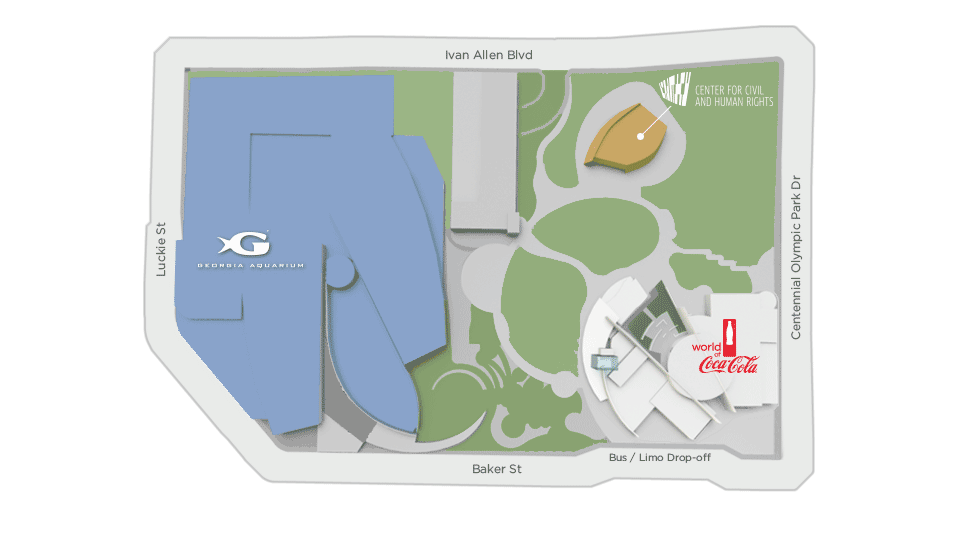 Ivan Allen Blvd
CENTER FOR CIVIL
AND HUMAN RIGHTS
Luckie St
G
GEORGIA AQUARIUM
Centennial Olympic Park Dr
world
of
Coca-Cola
Bus / Limo Drop-off
Baker St